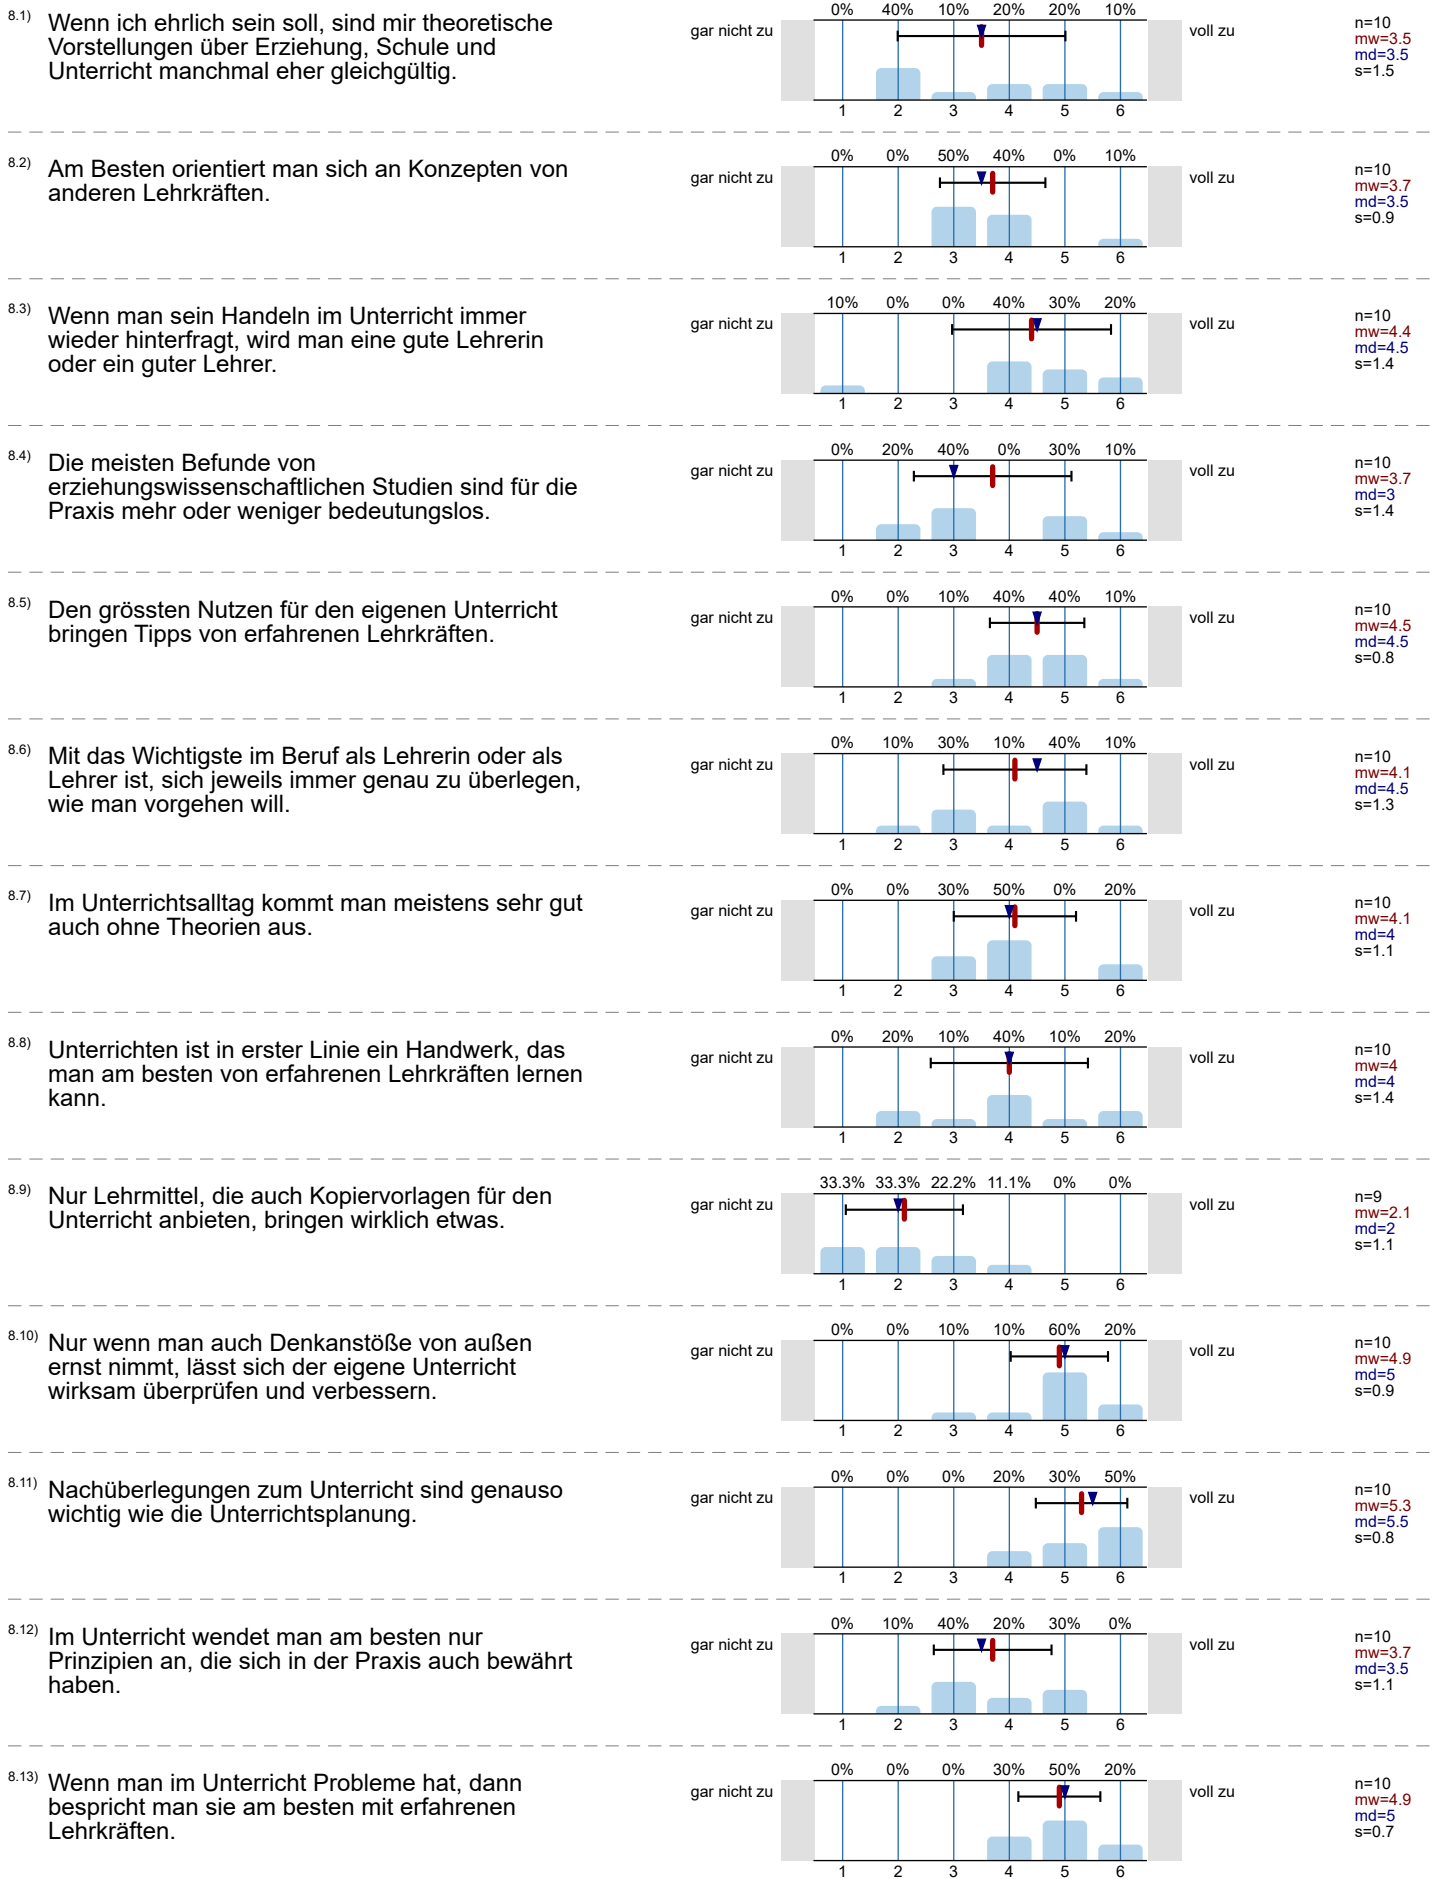 8.1) Wenn ich ehrlich sein soll, sind mir theoretische
Vorstellungen über Erziehung, Schule und
Unterricht manchmal eher gleichgültig.
0% 40% 10% 20% 20% 10%
gar nicht zu voll zu
1 2 3 4 5 6
n=10
mw=3.5
md=3.5
s=1.5
8.2) Am Besten orientiert man sich an Konzepten von
anderen Lehrkräften.
0% 0% 50% 40% 0% 10%
gar nicht zu voll zu
1 2 3 4 5 6
n=10
mw=3.7
md=3.5
s=0.9
8.3) Wenn man sein Handeln im Unterricht immer
wieder hinterfragt, wird man eine gute Lehrerin
oder ein guter Lehrer.
10% 0% 0% 40% 30% 20%
gar nicht zu voll zu
1 2 3 4 5 6
n=10
mw=4.4
md=4.5
s=1.4
8.4) Die meisten Befunde von
erziehungswissenschaftlichen Studien sind für die
Praxis mehr oder weniger bedeutungslos.
0% 20% 40% 0% 30% 10%
gar nicht zu voll zu
1 2 3 4 5 6
n=10
mw=3.7
md=3
s=1.4
8.5) Den grössten Nutzen für den eigenen Unterricht
bringen Tipps von erfahrenen Lehrkräften.
0% 0% 10% 40% 40% 10%
gar nicht zu voll zu
1 2 3 4 5 6
n=10
mw=4.5
md=4.5
s=0.8
8.6) Mit das Wichtigste im Beruf als Lehrerin oder als
Lehrer ist, sich jeweils immer genau zu überlegen,
wie man vorgehen will.
0% 10% 30% 10% 40% 10%
gar nicht zu voll zu
1 2 3 4 5 6
n=10
mw=4.1
md=4.5
s=1.3
8.7) Im Unterrichtsalltag kommt man meistens sehr gut
auch ohne Theorien aus.
0% 0% 30% 50% 0% 20%
gar nicht zu voll zu
1 2 3 4 5 6
n=10
mw=4.1
md=4
s=1.1
8.8) Unterrichten ist in erster Linie ein Handwerk, das
man am besten von erfahrenen Lehrkräften lernen
kann.
0% 20% 10% 40% 10% 20%
gar nicht zu voll zu
1 2 3 4 5 6
n=10
mw=4
md=4
s=1.4
8.9) Nur Lehrmittel, die auch Kopiervorlagen für den
Unterricht anbieten, bringen wirklich etwas.
33.3% 33.3% 22.2% 11.1% 0% 0%
gar nicht zu voll zu
1 2 3 4 5 6
n=9
mw=2.1
md=2
s=1.1
8.10) Nur wenn man auch Denkanstöße von außen
ernst nimmt, lässt sich der eigene Unterricht
wirksam überprüfen und verbessern.
0% 0% 10% 10% 60% 20%
gar nicht zu voll zu
1 2 3 4 5 6
n=10
mw=4.9
md=5
s=0.9
8.11) Nachüberlegungen zum Unterricht sind genauso
wichtig wie die Unterrichtsplanung.
0% 0% 0% 20% 30% 50%
gar nicht zu voll zu
1 2 3 4 5 6
n=10
mw=5.3
md=5.5
s=0.8
8.12) Im Unterricht wendet man am besten nur
Prinzipien an, die sich in der Praxis auch bewährt
haben.
0% 10% 40% 20% 30% 0%
gar nicht zu voll zu
1 2 3 4 5 6
n=10
mw=3.7
md=3.5
s=1.1
8.13) Wenn man im Unterricht Probleme hat, dann
bespricht man sie am besten mit erfahrenen
Lehrkräften.
0% 0% 0% 30% 50% 20%
gar nicht zu voll zu
1 2 3 4 5 6
n=10
mw=4.9
md=5
s=0.7